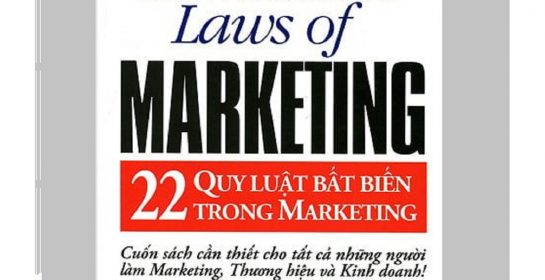 Laws of
MARKETING
22 QUY LUẬT BẤT BIẾN
TRONG MARKETING
Cuốn sách cần thiết cho tất cả những người
làm Marketing, Thương hiệu và Kinh doanh!